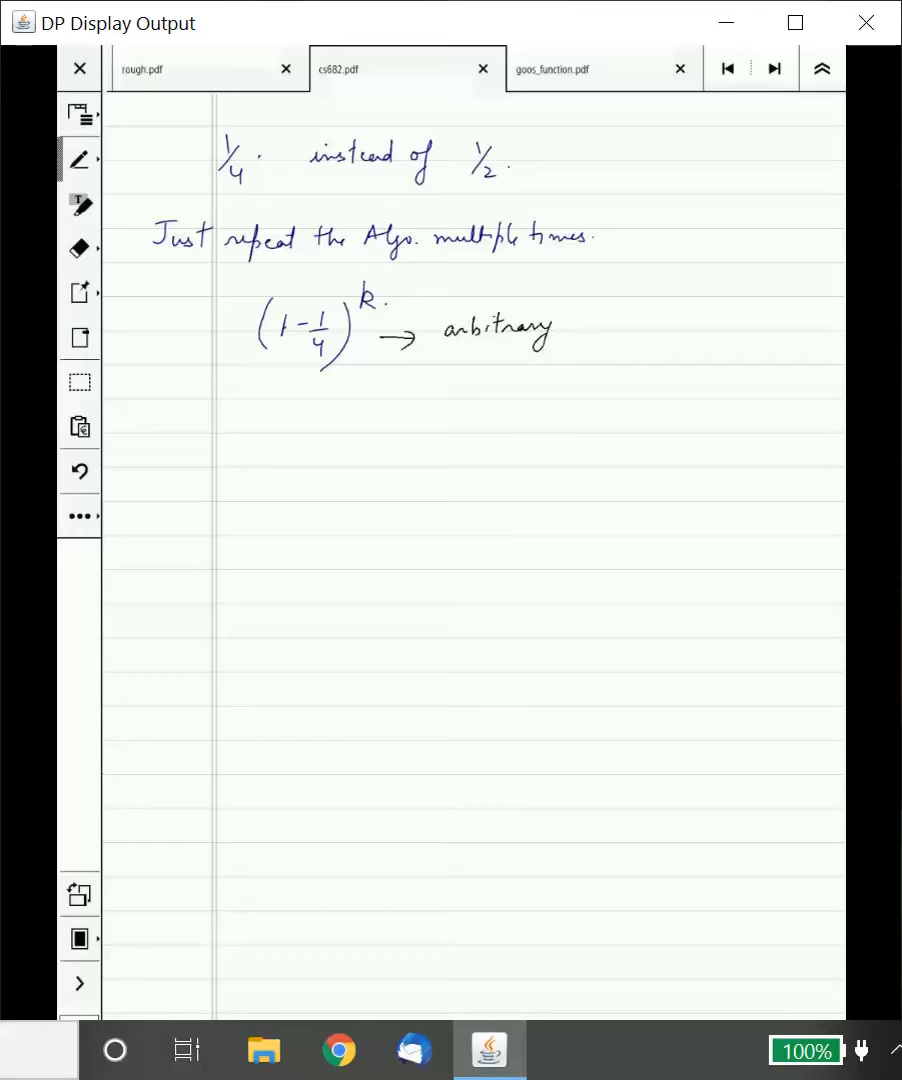 DP Display Output
rough.pdf
cs682.pdf
goos_function.pdf
1/4. instead of 1/2.
Just repeat the Algo. multiple times.
(1-1/4)^k. → arbitrary
T
100%